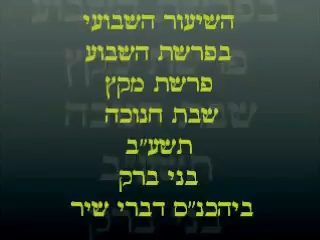 השיעור השבועי
בפרשת השבוע
פרשת מקץ
שבת חנוכה
תשע"ב
בני ברק
ביהכנ"ס דברי שיר